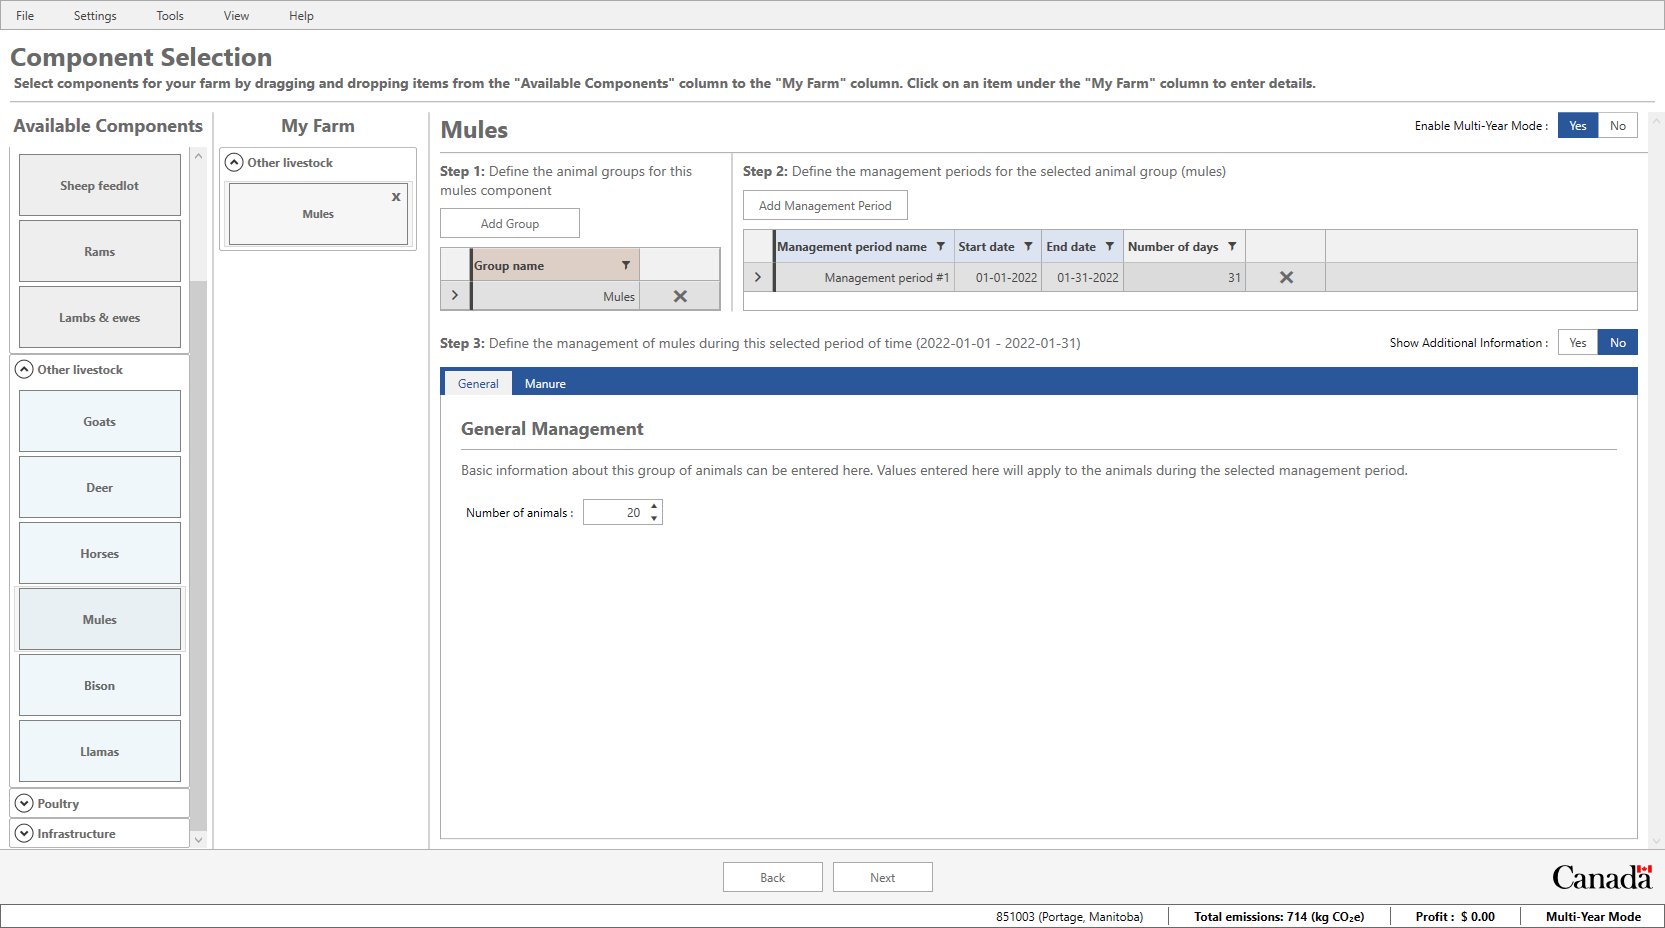 File Settings Tools View Help
Component Selection
Select components for your farm by dragging and dropping items from the "Available Components" column to the "My Farm" column. Click on an item under the "My Farm" column to enter details.
Available Components
Sheep feedlot
Rams
Lambs & ewes
Other livestock
Goats
Deer
Horses
Mules
Bison
Llamas
Poultry
Infrastructure
My Farm
Other livestock
Mules x
Mules
Enable Multi-Year Mode : Yes No
Step 1: Define the animal groups for this
mules component
Add Group
Group name
Mules
Step 2: Define the management periods for the selected animal group (mules)
Add Management Period
Management period name Start date End date Number of days
Management period #1 01-01-2022 01-31-2022 31
Step 3: Define the management of mules during this selected period of time (2022-01-01 - 2022-01-31)
Show Additional Information : Yes No
General Manure
General Management
Basic information about this group of animals can be entered here. Values entered here will apply to the animals during the selected management period.
Number of animals : 20
Back Next
Canada
851003 (Portage, Manitoba) Total emissions: 714 (kg CO₂e) Profit : $ 0.00 Multi-Year Mode